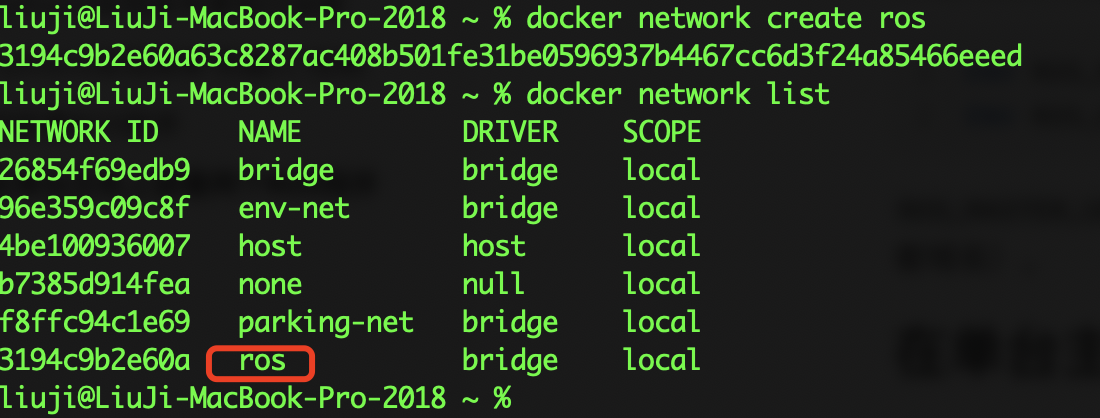 liuji@LiuJi-MacBook-Pro-2018 ~ % docker network create ros
3194c9b2e60a63c8287ac408b501fe31be0596937b4467cc6d3f24a85466eeed
liuji@LiuJi-MacBook-Pro-2018 ~ % docker network list
NETWORK ID NAME DRIVER SCOPE
26854f69edb9 bridge bridge local
96e359c09c8f env-net bridge local
4be100936007 host host local
b7385d914fea none null local
f8ffc94c1e69 parking-net bridge local
3194c9b2e60a ros bridge local
liuji@LiuJi-MacBook-Pro-2018 ~ %